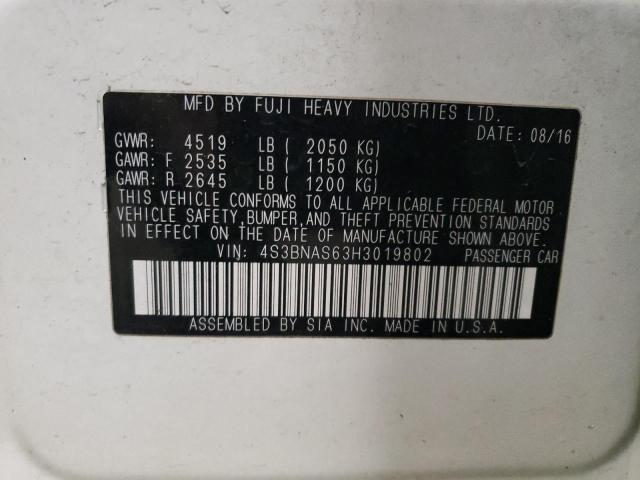 MFD BY FUJI HEAVY INDUSTRIES LTD.
DATE: 08/16
GVWR: 4519 LB ( 2050 KG)
GAWR: F 2535 LB ( 1150 KG)
GAWR: R 2645 LB ( 1200 KG)
THIS VEHICLE CONFORMS TO ALL APPLICABLE FEDERAL MOTOR
VEHICLE SAFETY,BUMPER,AND THEFT PREVENTION STANDARDS
IN EFFECT ON THE DATE OF MANUFACTURE SHOWN ABOVE.
VIN: 4S3BNAS63H3019802 PASSENGER CAR
ASSEMBLED BY SIA INC. MADE IN U.S.A.